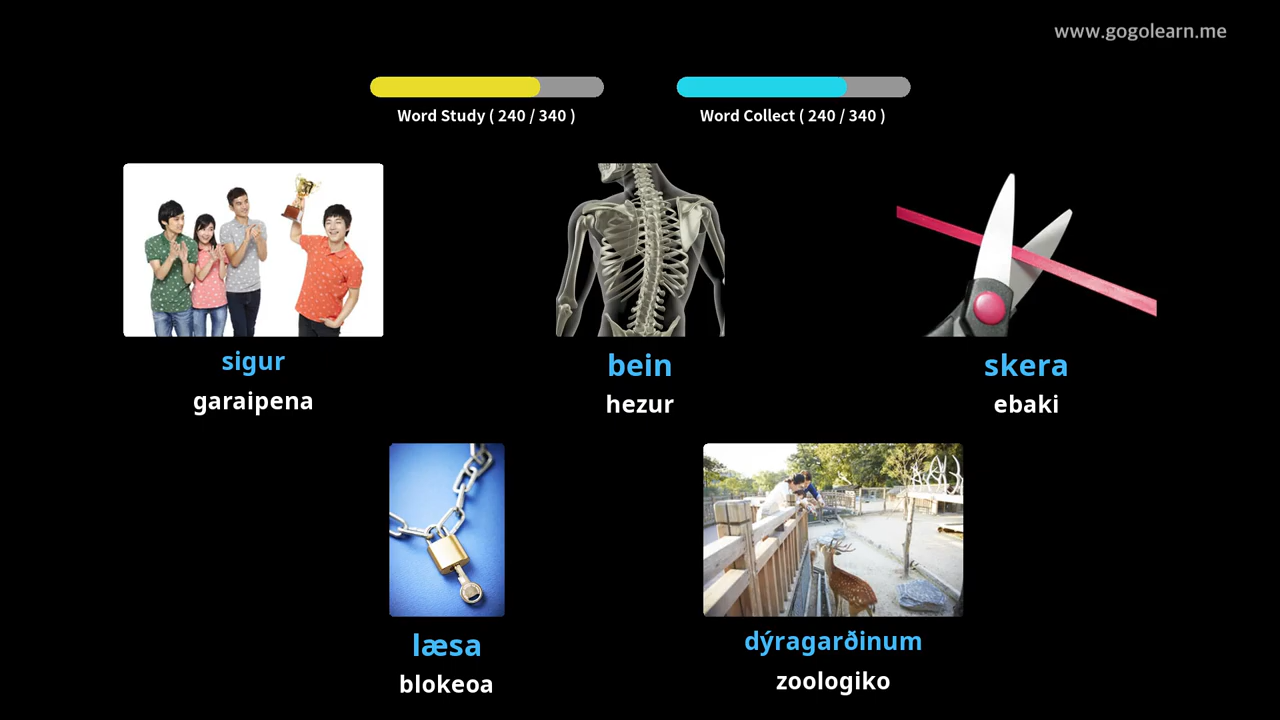 www.gogolearn.me
Word Study ( 240 / 340 )
Word Collect ( 240 / 340 )
sigur
garaipena
bein
hezur
skera
ebaki
læsa
blokeoa
dýragarðinum
zoologiko